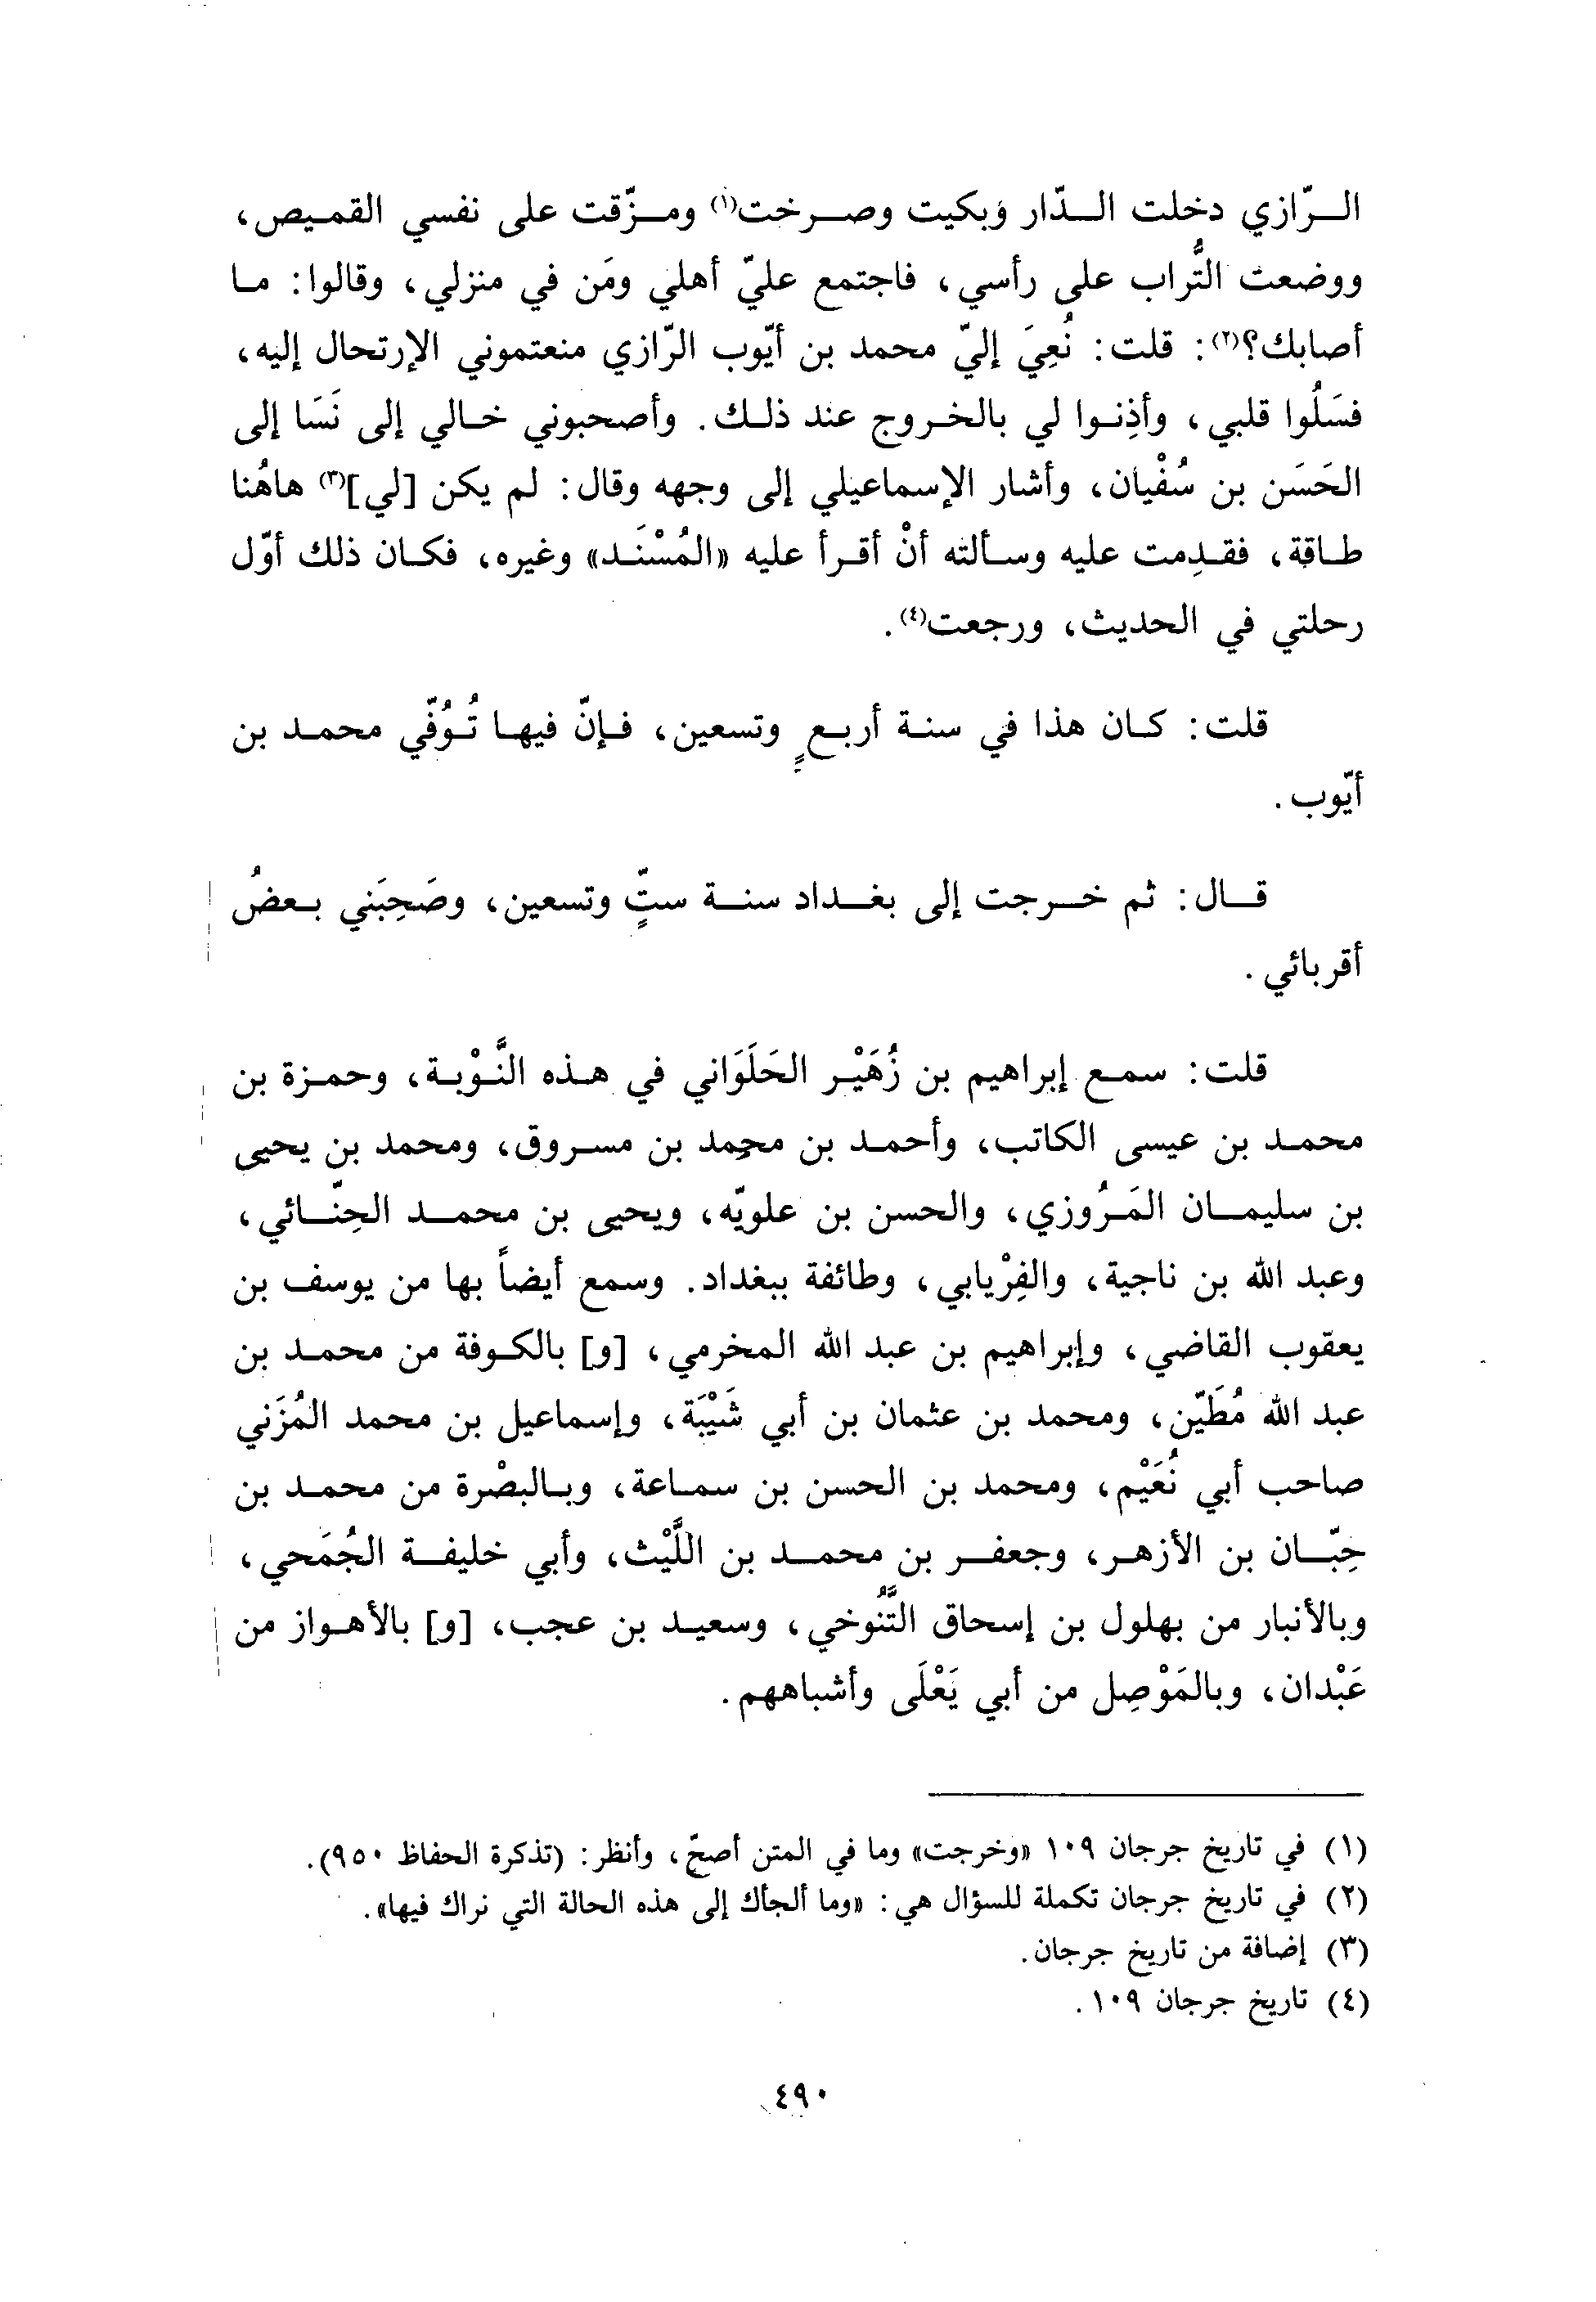 الرّازي دخلت الدّار وبكيت وصرخت(١) ومزّقت على نفسي القميص،
ووضعت التُّراب على رأسي، فاجتمع عليّ أهلي ومَن في منزلي، وقالوا: ما
أصابك؟(٢): قلت: نُعِيَ إليّ محمد بن أيّوب الرّازي منعتموني الإرتحال إليه،
فسَلُوا قلبي، وأذِنوا لي بالخروج عند ذلك. وأصحبوني خالي إلى نَسَا إلى
الحَسَن بن سُفْيان، وأشار الإسماعيلي إلى وجهه وقال: لم يكن [لي](٣) هاهُنا
طاقة، فقدِمت عليه وسألته أنْ أقرأ عليه «المُسْنَد» وغيره، فكان ذلك أوّل
رحلتي في الحديث، ورجعت(٤).
قلت: كان هذا في سنة أربعٍ وتسعين، فإنّ فيها تُوُفّي محمد بن
أيّوب.
قال: ثم خرجت إلى بغداد سنة ستٍّ وتسعين، وصَحِبَني بعضُ
أقربائي.
قلت: سمع إبراهيم بن زُهَيْر الحَلَوَاني في هذه النَّوْبة، وحمزة بن
محمد بن عيسى الكاتب، وأحمد بن محمد بن مسروق، ومحمد بن يحيى
بن سليمان المَرُوزي، والحسن بن علويّه، ويحيى بن محمد الحِنّائي،
وعبد الله بن ناجية، والفِرْيابي، وطائفة ببغداد. وسمع أيضاً بها من يوسف بن
يعقوب القاضي، وإبراهيم بن عبد الله المخرمي، [و] بالكوفة من محمد بن
عبد الله مُطَيّن، ومحمد بن عثمان بن أبي شَيْبَة، وإسماعيل بن محمد المُزَني
صاحب أبي نُعَيْم، ومحمد بن الحسن بن سماعة، وبالبصْرة من محمد بن
حِبّان بن الأزهر، وجعفر بن محمد بن اللَّيْث، وأبي خليفة الجُمَحي،
وبالأنبار من بهلول بن إسحاق التَّنُوخي، وسعيد بن عجب، [و] بالأهواز من
عَبْدان، وبالمَوْصِل من أبي يَعْلَى وأشباههم.
(١) في تاريخ جرجان ١٠٩ «وخرجت» وما في المتن أصحّ، وأنظر: (تذكرة الحفاظ ٩٥٠).
(٢) في تاريخ جرجان تكملة للسؤال هي: «وما ألجأك إلى هذه الحالة التي نراك فيها».
(٣) إضافة من تاريخ جرجان.
(٤) تاريخ جرجان ١٠٩.
٤٩٠